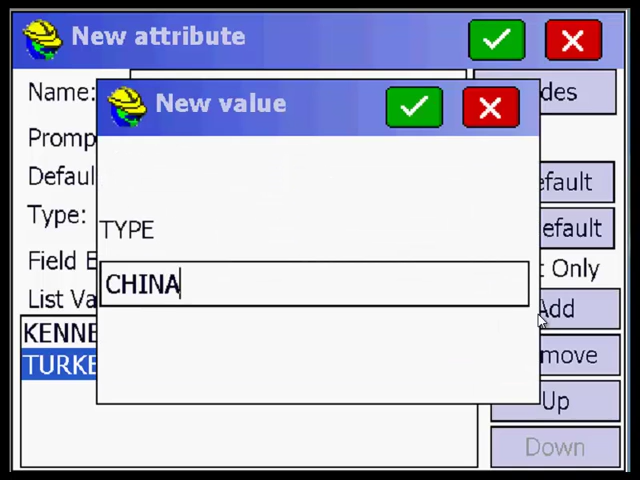 New attribute
Name:
des
New value
Promp
Defaul
efault
Type:
TYPE
efault
Field E
t Only
List Va
CHINA
Add
KENNE
TURKE
move
Up
Down